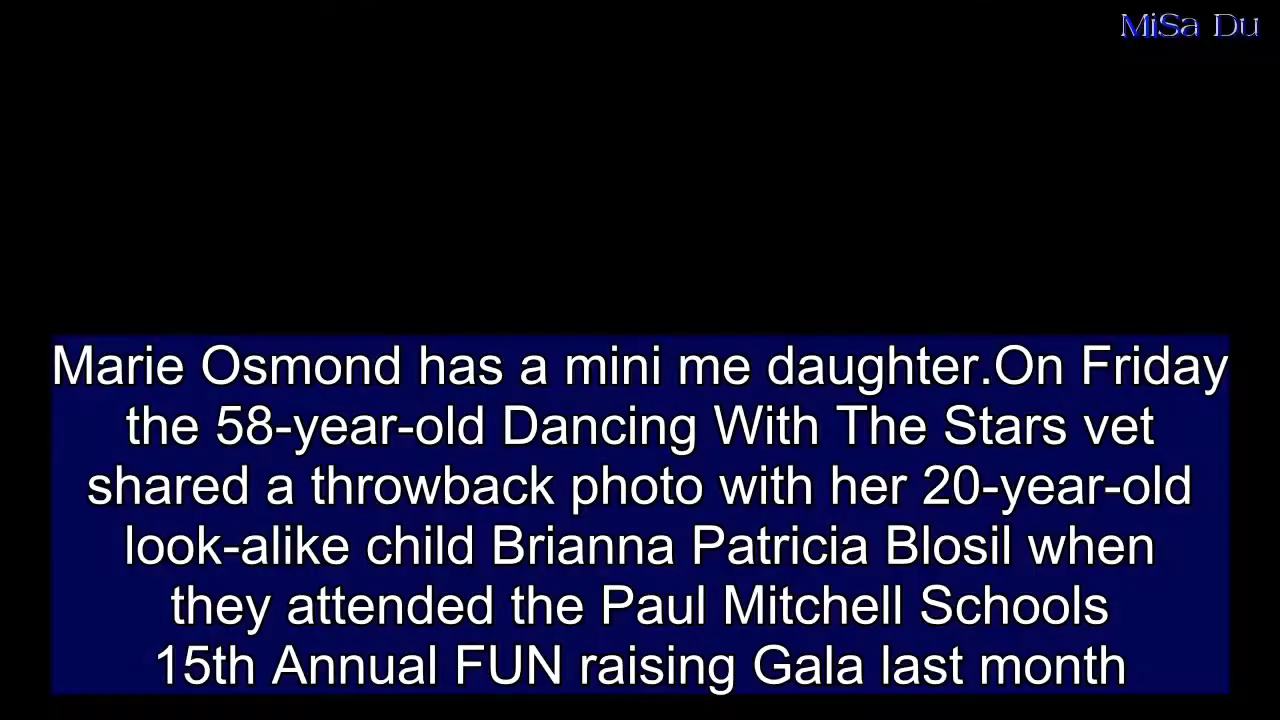 MiSa Du
Marie Osmond has a mini me daughter.On Friday
the 58-year-old Dancing With The Stars vet
shared a throwback photo with her 20-year-old
look-alike child Brianna Patricia Blosil when
they attended the Paul Mitchell Schools
15th Annual FUN raising Gala last month